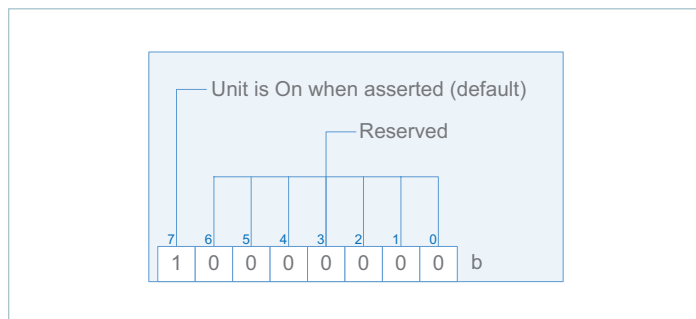 Unit is On when asserted (default)
Reserved
7 6 5 4 3 2 1 0
1 0 0 0 0 0 0 0 b